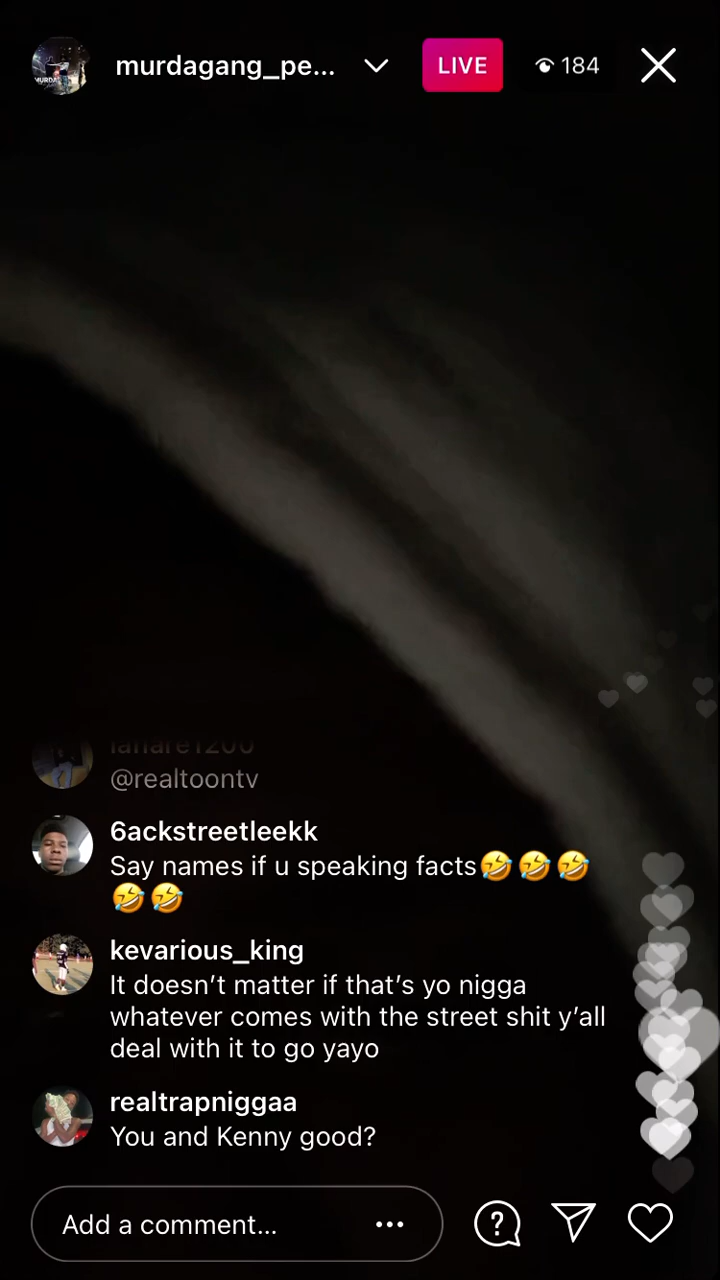 murdagang_pe...
LIVE
184
@realtoontv
6ackstreetleekk
Say names if u speaking facts🤣🤣🤣
🤣🤣
kevarious_king
It doesn’t matter if that’s yo nigga
whatever comes with the street shit y’all
deal with it to go yayo
realtrapniggaa
You and Kenny good?
Add a comment...